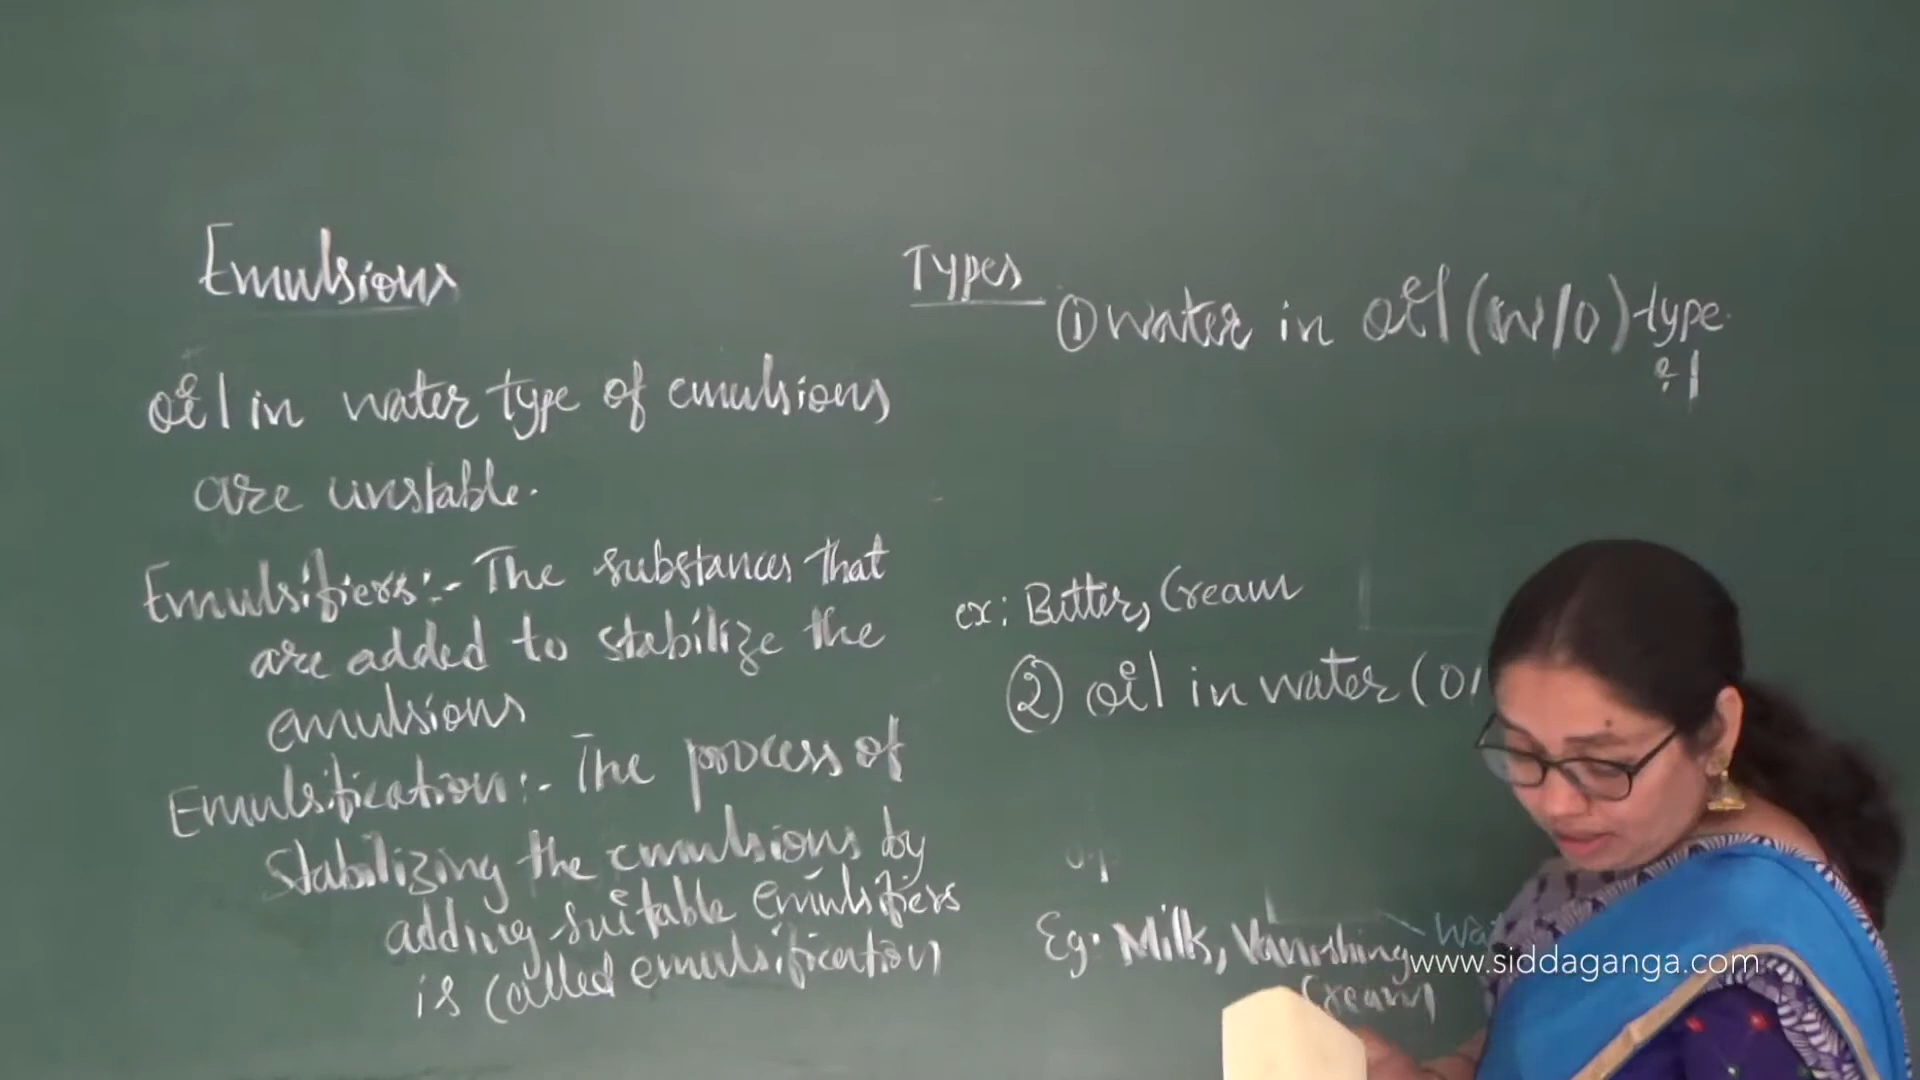 Emulsions
oil in water type of emulsions
are unstable.
Emulsifiers:- The substances that
are added to stabilize the
emulsions
Emulsification:- The process of
stabilizing the emulsions by
adding suitable emulsifiers
is called emulsification
Types
① water in oil (W/O) type
ex: Butter, Cream
② oil in water (O/
Eg: Milk, Vanishing
Cream
www.siddaganga.com